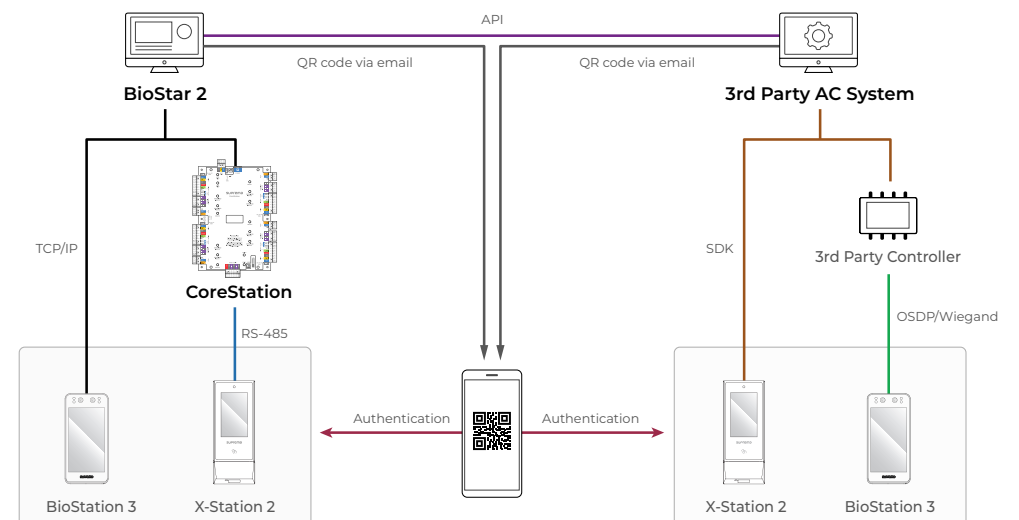 API
QR code via email
QR code via email
BioStar 2
3rd Party AC System
TCP/IP
SDK
3rd Party Controller
CoreStation
RS-485
OSDP/Wiegand
Authentication
Authentication
BioStation 3
X-Station 2
X-Station 2
BioStation 3